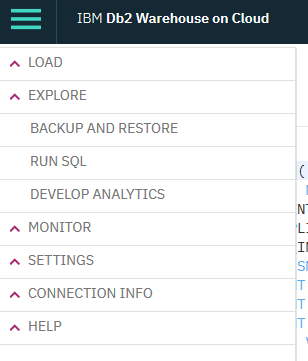 IBM Db2 Warehouse on Cloud
LOAD
EXPLORE
BACKUP AND RESTORE
RUN SQL
DEVELOP ANALYTICS
MONITOR
SETTINGS
CONNECTION INFO
HELP